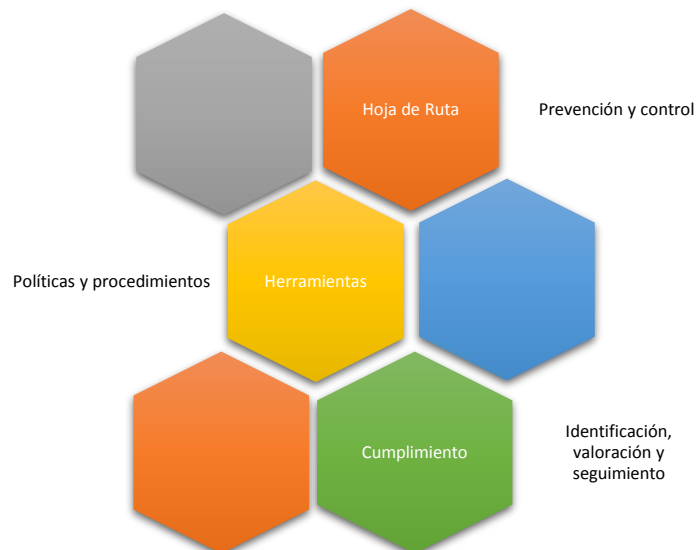 Hoja de Ruta
Prevención y control
Políticas y procedimientos
Herramientas
Cumplimiento
Identificación,
valoración y
seguimiento